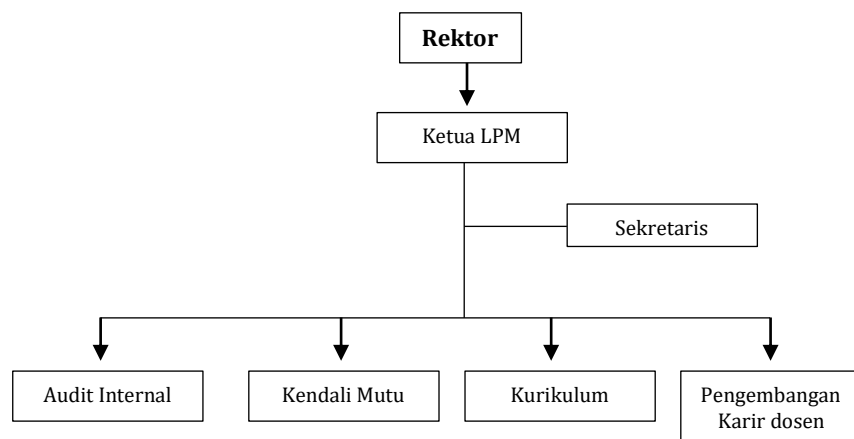 Rektor
Ketua LPM
Sekretaris
Audit Internal
Kendali Mutu
Kurikulum
Pengembangan
Karir dosen